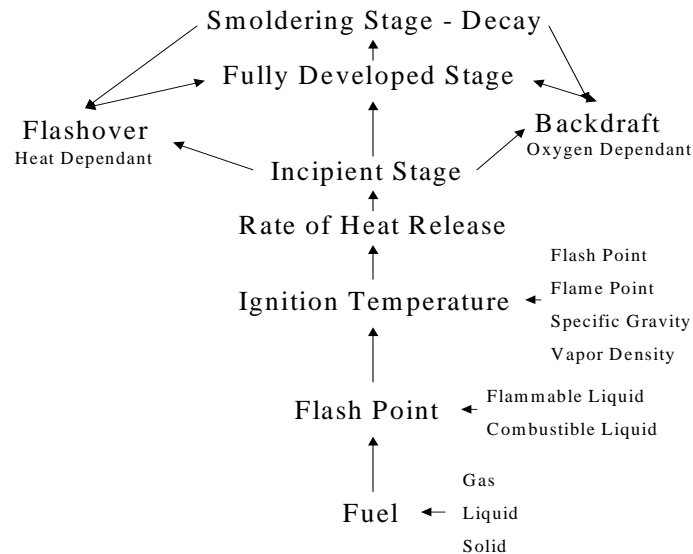 Smoldering Stage - Decay
Fully Developed Stage
Flashover
Heat Dependant
Backdraft
Oxygen Dependant
Incipient Stage
Rate of Heat Release
Ignition Temperature
Flash Point
Flame Point
Specific Gravity
Vapor Density
Flash Point
Flammable Liquid
Combustible Liquid
Fuel
Gas
Liquid
Solid